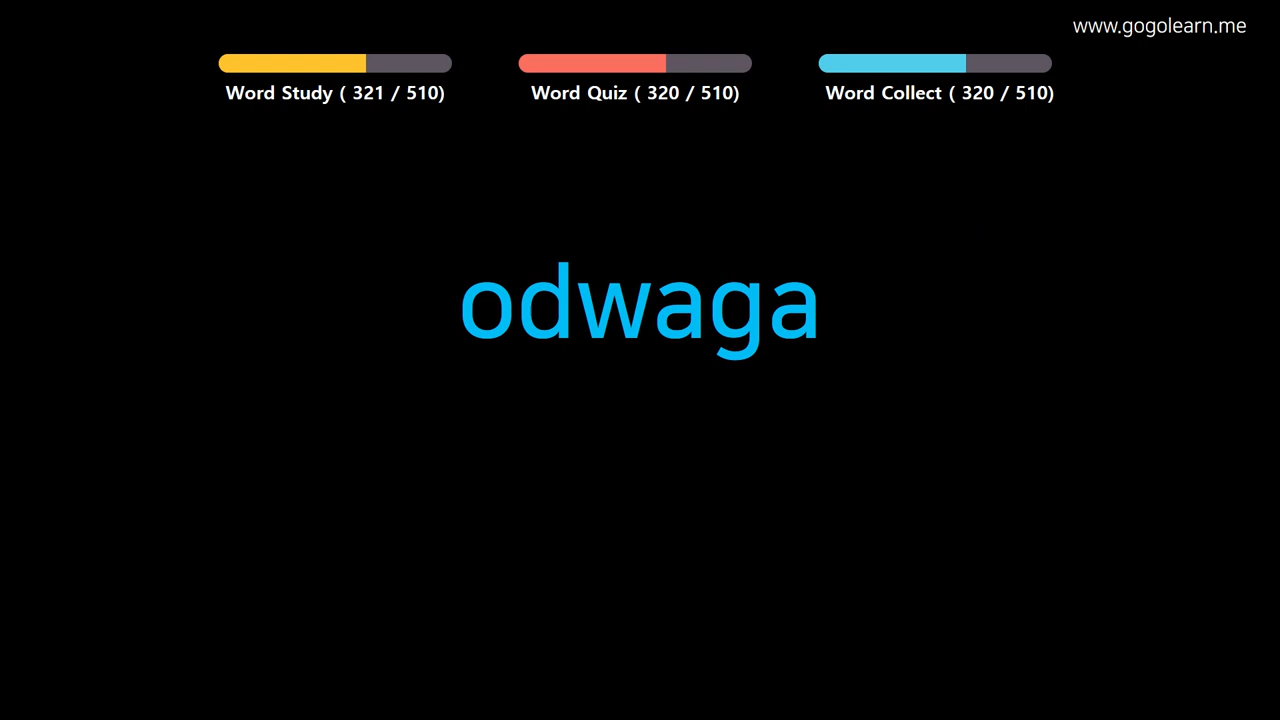 www.gogolearn.me
Word Study ( 321 / 510)
Word Quiz ( 320 / 510)
Word Collect ( 320 / 510)
odwaga